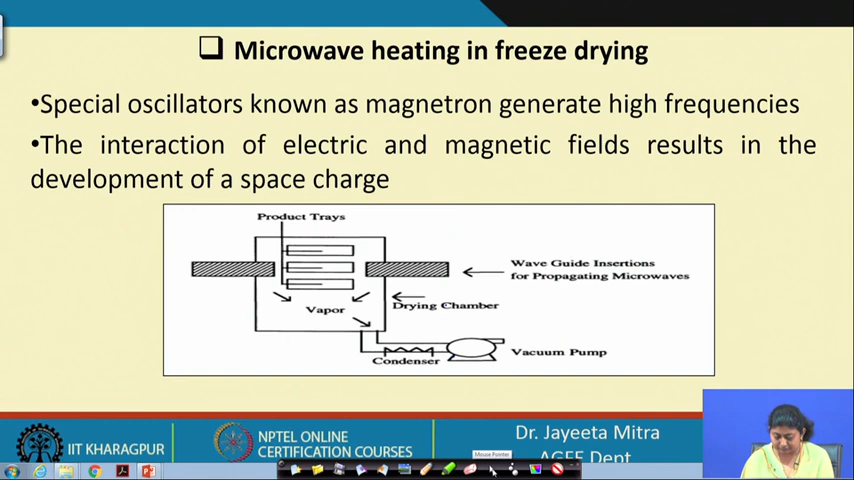 Microwave heating in freeze drying
•Special oscillators known as magnetron generate high frequencies
•The interaction of electric and magnetic fields results in the
development of a space charge
Product Trays
Wave Guide Insertions
for Propagating Microwaves
Vapor
Drying Chamber
Condenser
Vacuum Pump
IIT KHARAGPUR
NPTEL ONLINE
CERTIFICATION COURSES
Dr. Jayeeta Mitra
AGFE Dept
Mouse Pointer